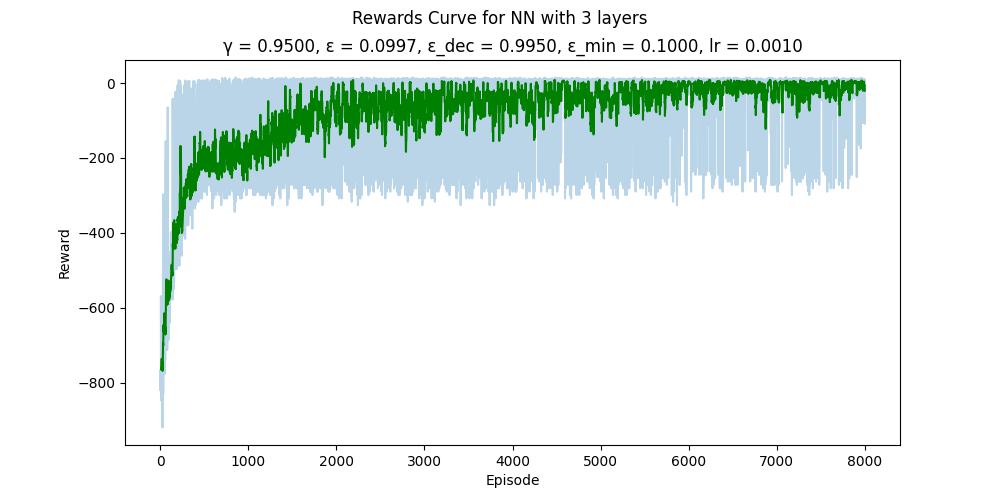 Rewards Curve for NN with 3 layers
γ = 0.9500, ε = 0.0997, ε_dec = 0.9950, ε_min = 0.1000, lr = 0.0010
0
−200
−400
−600
−800
Reward
0 1000 2000 3000 4000 5000 6000 7000 8000
Episode